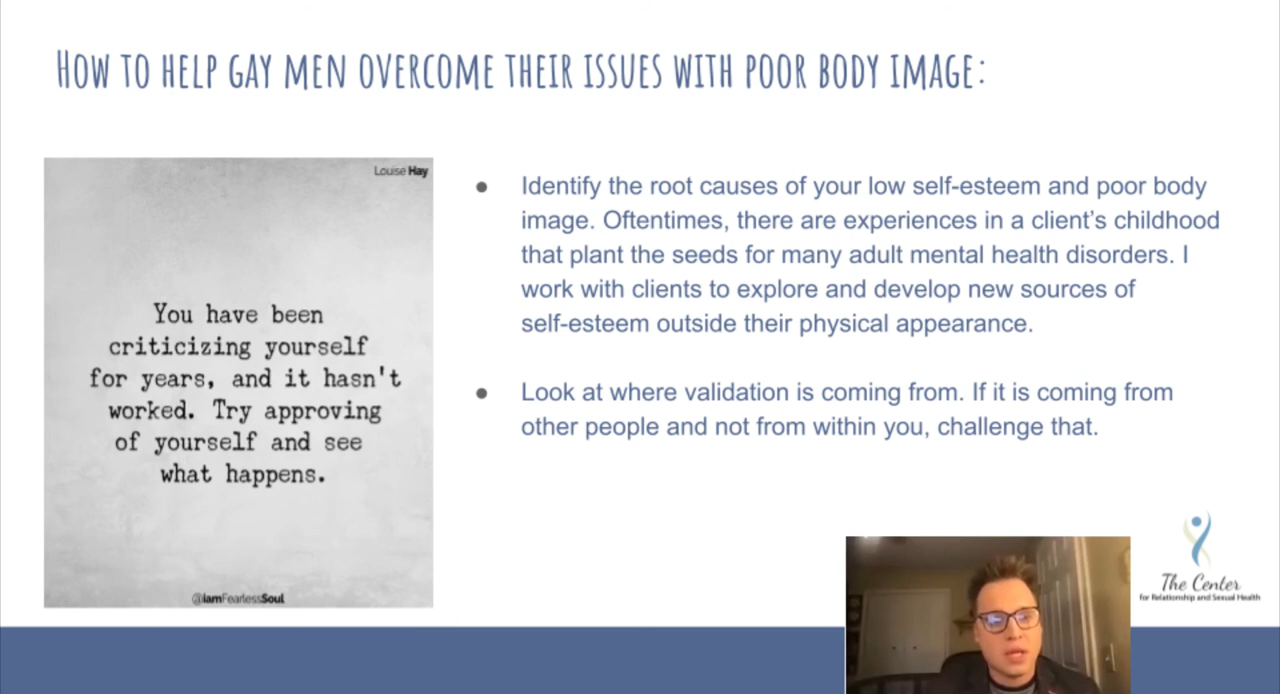 How to help gay men overcome their issues with poor body image:
Louise Hay
You have been
criticizing yourself
for years, and it hasn't
worked. Try approving
of yourself and see
what happens.
@IamFearlessSoul
● Identify the root causes of your low self-esteem and poor body
image. Oftentimes, there are experiences in a client’s childhood
that plant the seeds for many adult mental health disorders. I
work with clients to explore and develop new sources of
self-esteem outside their physical appearance.
● Look at where validation is coming from. If it is coming from
other people and not from within you, challenge that.
The Center
for Relationship and Sexual Health